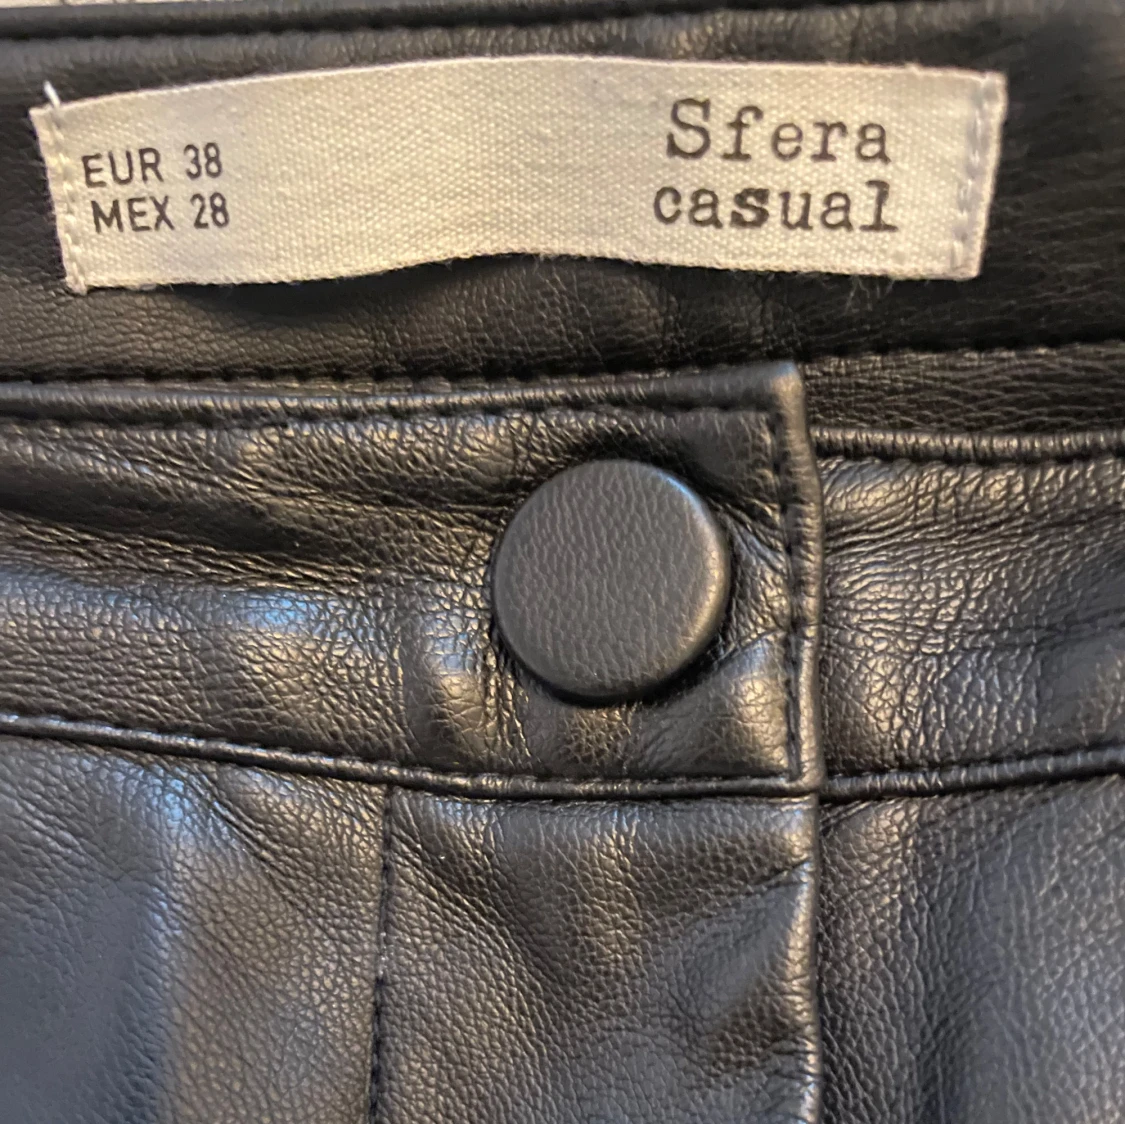 EUR 38
MEX 28
Sfera
casual